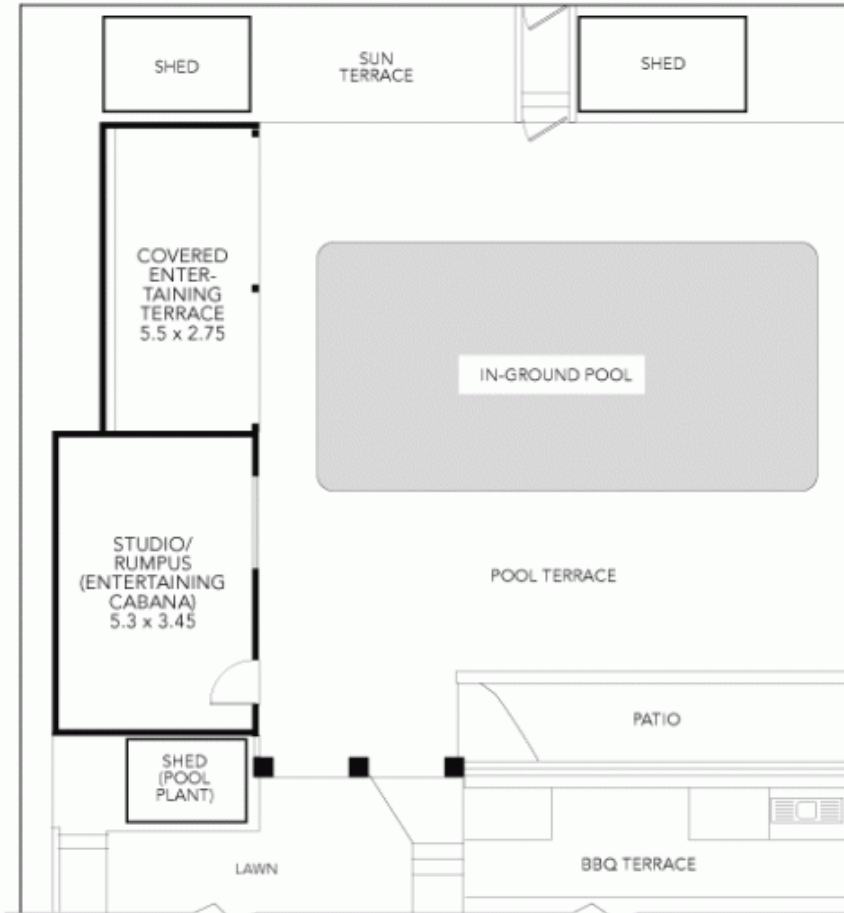 SHED
SUN
TERRACE
SHED
COVERED
ENTER-
TAINING
TERRACE
5.5 x 2.75
IN-GROUND POOL
STUDIO/
RUMPUS
(ENTERTAINING
CABANA)
5.3 x 3.45
POOL TERRACE
PATIO
SHED
(POOL
PLANT)
LAWN
BBQ TERRACE